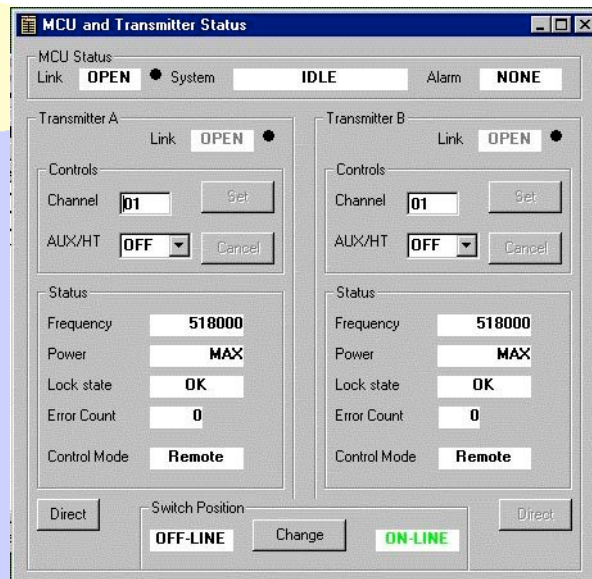 MCU and Transmitter Status
MCU Status
Link OPEN System IDLE Alarm NONE
Transmitter A
Link OPEN
Controls
Channel 01 Set
AUX/HT OFF Cancel
Status
Frequency 518000
Power MAX
Lock state OK
Error Count 0
Control Mode Remote
Direct
Transmitter B
Link OPEN
Controls
Channel 01 Set
AUX/HT OFF Cancel
Status
Frequency 518000
Power MAX
Lock state OK
Error Count 0
Control Mode Remote
Direct
Switch Position
OFF-LINE Change ON-LINE